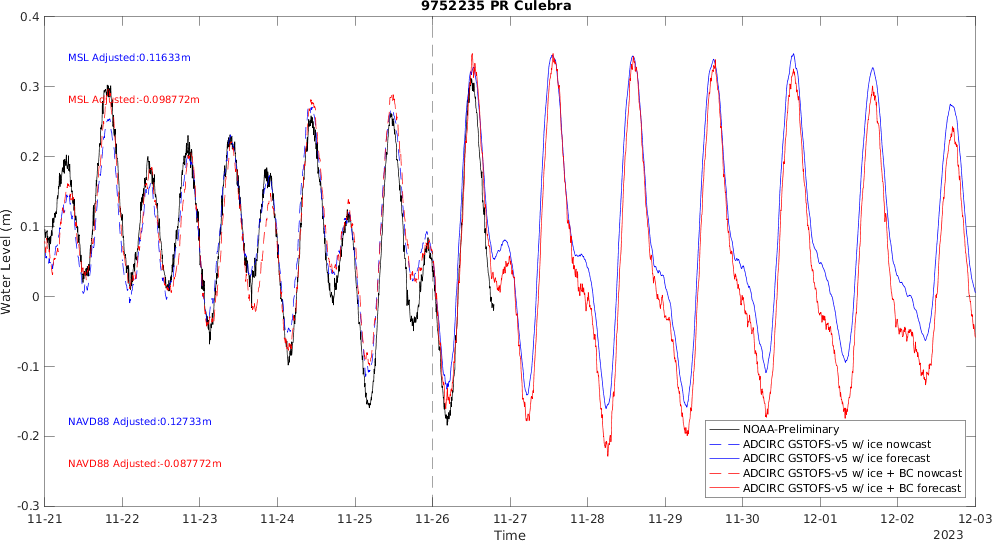 9752235 PR Culebra
0.4
0.3
0.2
0.1
0
-0.1
-0.2
-0.3
Water Level (m)
MSL Adjusted:0.11633m
MSL Adjusted:-0.098772m
NAVD88 Adjusted:0.12733m
NAVD88 Adjusted:-0.087772m
NOAA-Preliminary
ADCIRC GSTOFS-v5 w/ ice nowcast
ADCIRC GSTOFS-v5 w/ ice forecast
ADCIRC GSTOFS-v5 w/ ice + BC nowcast
ADCIRC GSTOFS-v5 w/ ice + BC forecast
11-21 11-22 11-23 11-24 11-25 11-26 11-27 11-28 11-29 11-30 12-01 12-02 12-03
Time
2023